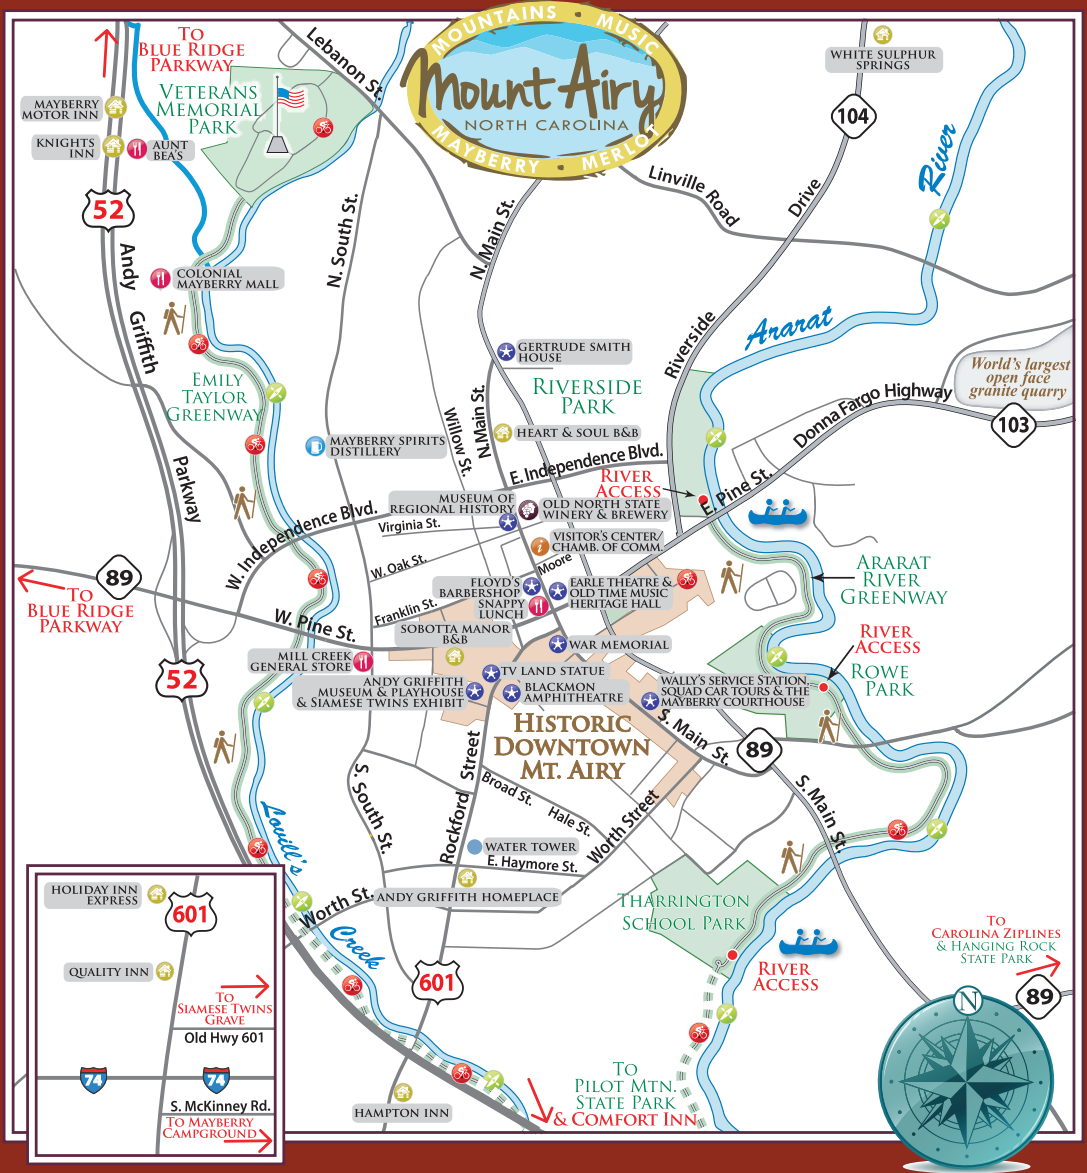 MOUNTAINS • MUSIC
Mount Airy
NORTH CAROLINA
MAYBERRY • MERLOT
TO
BLUE RIDGE
PARKWAY
Lebanon St.
WHITE SULPHUR
SPRINGS
VETERANS
MEMORIAL
PARK
MAYBERRY
MOTOR INN
KNIGHTS
INN
AUNT
BEA'S
104
River
Linville Road
Drive
52
N. South St.
N. Main St.
Andy
COLONIAL
MAYBERRY MALL
Griffith
Ararat
Riverside
GERTRUDE SMITH
HOUSE
World's largest
open face
granite quarry
EMILY
TAYLOR
GREENWAY
RIVERSIDE
PARK
Donna Fargo Highway
103
Willow St.
N.Main St.
MAYBERRY SPIRITS
DISTILLERY
HEART & SOUL B&B
Parkway
E. Independence Blvd.
RIVER
ACCESS
E. Pine St.
MUSEUM OF
REGIONAL HISTORY
OLD NORTH STATE
WINERY & BREWERY
W. Independence Blvd.
Virginia St.
VISITOR'S CENTER/
CHAMB. OF COMM.
W. Oak St.
Moore
89
TO
BLUE RIDGE
PARKWAY
ARARAT
RIVER
GREENWAY
FLOYD'S
BARBERSHOP
SNAPPY
LUNCH
EARLE THEATRE &
OLD TIME MUSIC
HERITAGE HALL
Franklin St.
W. Pine St.
SOBOTTA MANOR
B&B
RIVER
ACCESS
WAR MEMORIAL
MILL CREEK
GENERAL STORE
ROWE
PARK
52
TV LAND STATUE
ANDY GRIFFITH
MUSEUM & PLAYHOUSE
& SIAMESE TWINS EXHIBIT
BLACKMON
AMPHITHEATRE
WALLY'S SERVICE STATION,
SQUAD CAR TOURS & THE
MAYBERRY COURTHOUSE
HISTORIC
DOWNTOWN
MT. AIRY
S. Main St.
89
Rockford Street
S. South St.
Broad St.
Hale St.
Worth Street
S. Main St.
Lovill's
WATER TOWER
E. Haymore St.
Worth St.
ANDY GRIFFITH HOMEPLACE
THARRINGTON
SCHOOL PARK
Creek
601
RIVER
ACCESS
TO
CAROLINA ZIPLINES
& HANGING ROCK
STATE PARK
89
N
HOLIDAY INN
EXPRESS
601
QUALITY INN
TO
SIAMESE TWINS
GRAVE
Old Hwy 601
74
74
S. McKinney Rd.
TO MAYBERRY
CAMPGROUND
HAMPTON INN
TO
PILOT MTN.
STATE PARK
& COMFORT INN